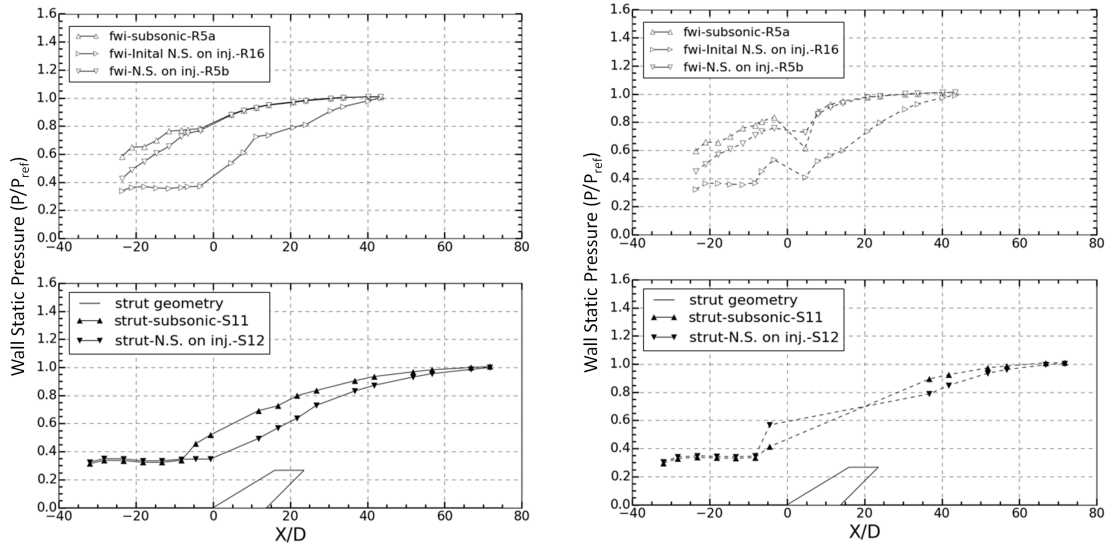 Wall Static Pressure (P/Pref)
1.6
1.4
1.2
1.0
0.8
0.6
0.4
0.2
0.0
fwi-subsonic-R5a
fwi-Inital N.S. on inj.-R16
fwi-N.S. on inj.-R5b
−40 −20 0 20 40 60 80
1.6
1.4
1.2
1.0
0.8
0.6
0.4
0.2
0.0
strut geometry
strut-subsonic-S11
strut-N.S. on inj.-S12
−40 −20 0 20 40 60 80
X/D
Wall Static Pressure (P/Pref)
1.6
1.4
1.2
1.0
0.8
0.6
0.4
0.2
0.0
fwi-subsonic-R5a
fwi-Inital N.S. on inj.-R16
fwi-N.S. on inj.-R5b
−40 −20 0 20 40 60 80
1.6
1.4
1.2
1.0
0.8
0.6
0.4
0.2
0.0
strut geometry
strut-subsonic-S11
strut-N.S. on inj.-S12
−40 −20 0 20 40 60 80
X/D